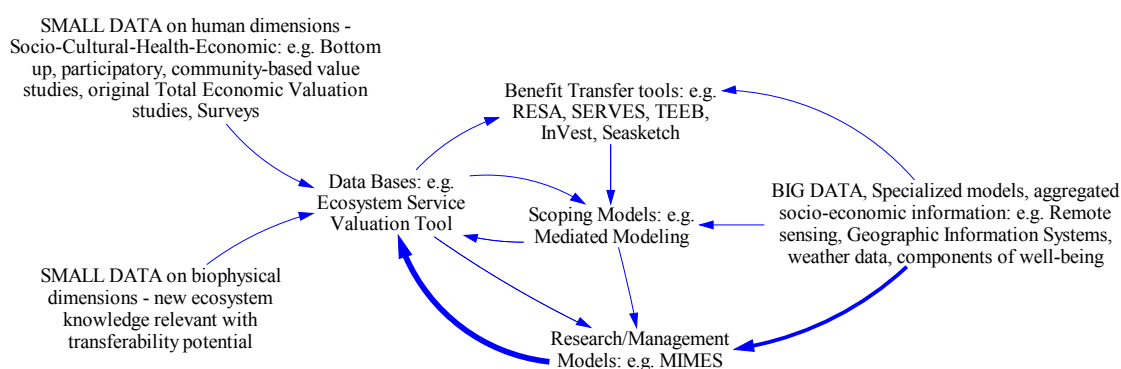 SMALL DATA on human dimensions -
Socio-Cultural-Health-Economic: e.g. Bottom
up, participatory, community-based value
studies, original Total Economic Valuation
studies, Surveys
Benefit Transfer tools: e.g.
RESA, SERVES, TEEB,
InVest, Seasketch
Data Bases: e.g.
Ecosystem Service
Valuation Tool
Scoping Models: e.g.
Mediated Modeling
BIG DATA, Specialized models, aggregated
socio-economic information: e.g. Remote
sensing, Geographic Information Systems,
weather data, components of well-being
SMALL DATA on biophysical
dimensions - new ecosystem
knowledge relevant with
transferability potential
Research/Management
Models: e.g. MIMES